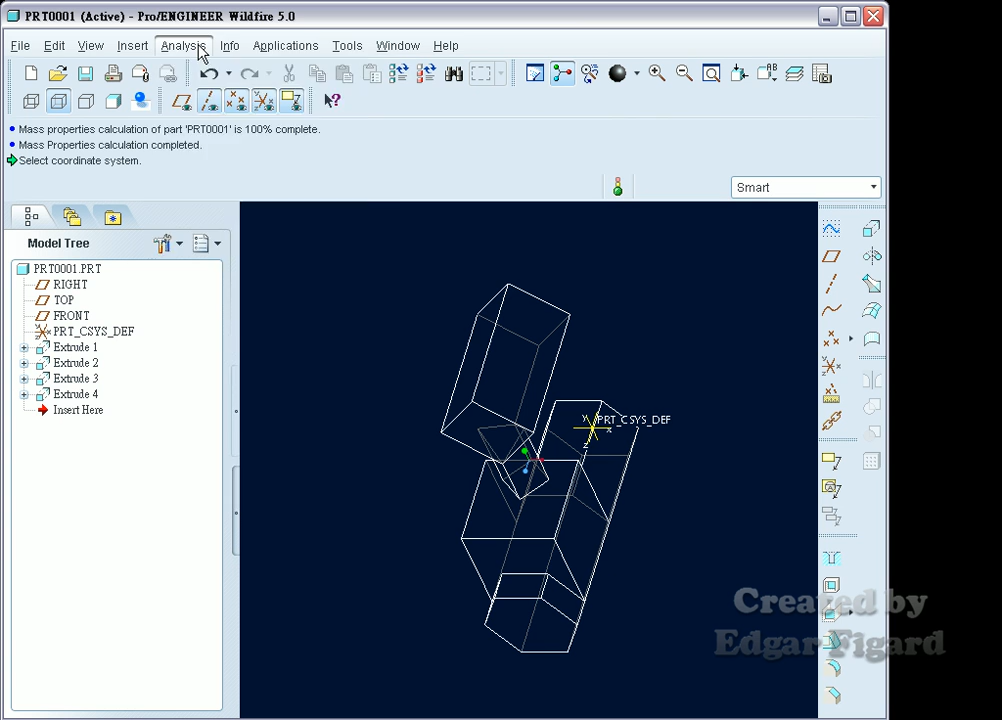 PRT0001 (Active) - Pro/ENGINEER Wildfire 5.0
File Edit View Insert Analysis Info Applications Tools Window Help
Mass properties calculation of part 'PRT0001' is 100% complete.
Mass Properties calculation completed.
Select coordinate system.
Smart
Model Tree
PRT0001.PRT
RIGHT
TOP
FRONT
PRT_CSYS_DEF
Extrude 1
Extrude 2
Extrude 3
Extrude 4
Insert Here
PRT_CSYS_DEF
Y
X
Z
Created by
Edgar Figard